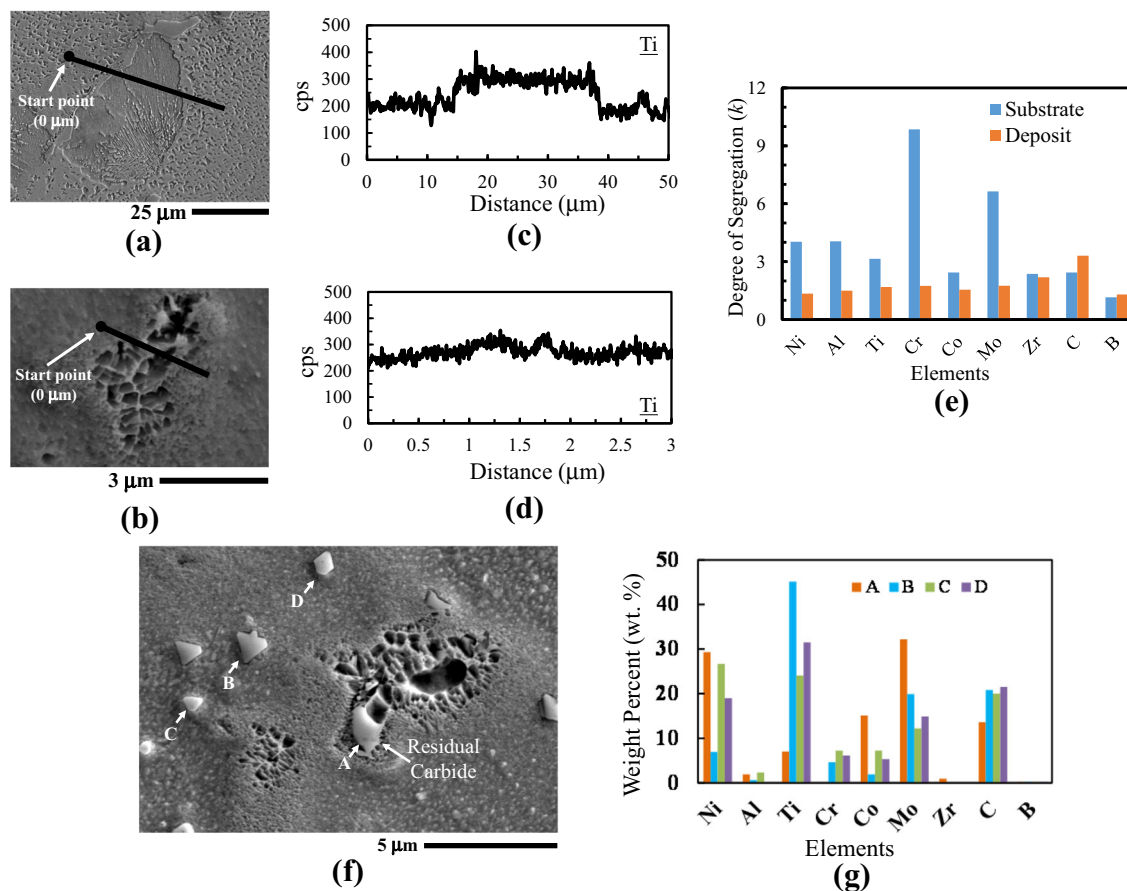 Start point
(0 µm)
25 µm
(a)
500
400
300
200
100
0
cps
Ti
0 10 20 30 40 50
Distance (µm)
(c)
Start point
(0 µm)
3 µm
(b)
500
400
300
200
100
0
cps
Ti
0 0.5 1 1.5 2 2.5 3
Distance (µm)
(d)
12
9
6
3
0
Degree of Segregation (k)
Substrate
Deposit
Ni Al Ti Cr Co Mo Zr C B
Elements
(e)
D
B
C
A
Residual
Carbide
5 µm
(f)
50
40
30
20
10
0
Weight Percent (wt. %)
A B C D
Ni Al Ti Cr Co Mo Zr C B
Elements
(g)